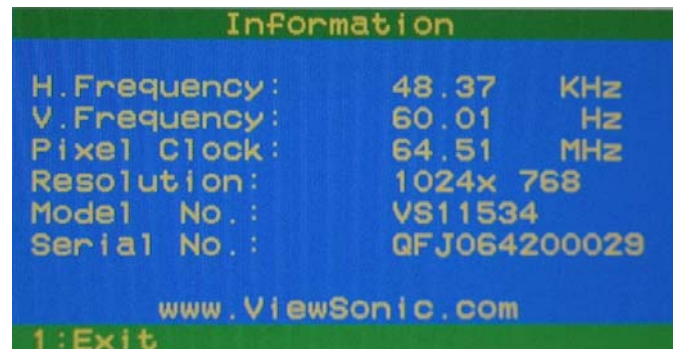 Information
H.Frequency: 48.37 KHz
V.Frequency: 60.01 Hz
Pixel Clock: 64.51 MHz
Resolution: 1024x 768
Model No.: VS11534
Serial No.: QFJ064200029
www.ViewSonic.com
1:Exit